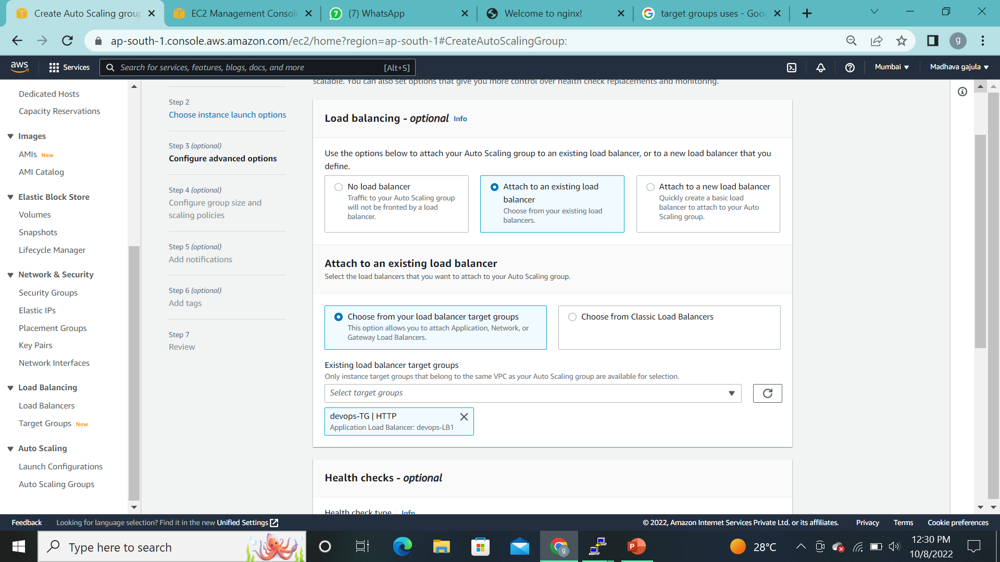 Create Auto Scaling group
EC2 Management Console
(7) WhatsApp
Welcome to nginx!
target groups uses - Goog
ap-south-1.console.aws.amazon.com/ec2/home?region=ap-south-1#CreateAutoScalingGroup:
g
aws
Services
Search for services, features, blogs, docs, and more
[Alt+S]
Mumbai
Madhava gajula
Dedicated Hosts
Capacity Reservations
Images
AMIs New
AMI Catalog
Elastic Block Store
Volumes
Snapshots
Lifecycle Manager
Network & Security
Security Groups
Elastic IPs
Placement Groups
Key Pairs
Network Interfaces
Load Balancing
Load Balancers
Target Groups New
Auto Scaling
Launch Configurations
Auto Scaling Groups
Step 2
Choose instance launch options
Step 3 (optional)
Configure advanced options
Step 4 (optional)
Configure group size and
scaling policies
Step 5 (optional)
Add notifications
Step 6 (optional)
Add tags
Step 7
Review
scalable. You can also set options that give you more control over health check replacements and monitoring.
Load balancing - optional Info
Use the options below to attach your Auto Scaling group to an existing load balancer, or to a new load balancer that you
define.
No load balancer
Traffic to your Auto Scaling group
will not be fronted by a load
balancer.
Attach to an existing load
balancer
Choose from your existing load
balancers.
Attach to a new load balancer
Quickly create a basic load
balancer to attach to your Auto
Scaling group.
Attach to an existing load balancer
Select the load balancers that you want to attach to your Auto Scaling group.
Choose from your load balancer target groups
This option allows you to attach Application, Network, or
Gateway Load Balancers.
Choose from Classic Load Balancers
Existing load balancer target groups
Only instance target groups that belong to the same VPC as your Auto Scaling group are available for selection.
Select target groups
devops-TG | HTTP
Application Load Balancer: devops-LB1
Health checks - optional
Health check type Info
Feedback
Looking for language selection? Find it in the new Unified Settings
© 2022, Amazon Internet Services Private Ltd. or its affiliates.
Privacy
Terms
Cookie preferences
Type here to search
28°C
12:30 PM
10/8/2022